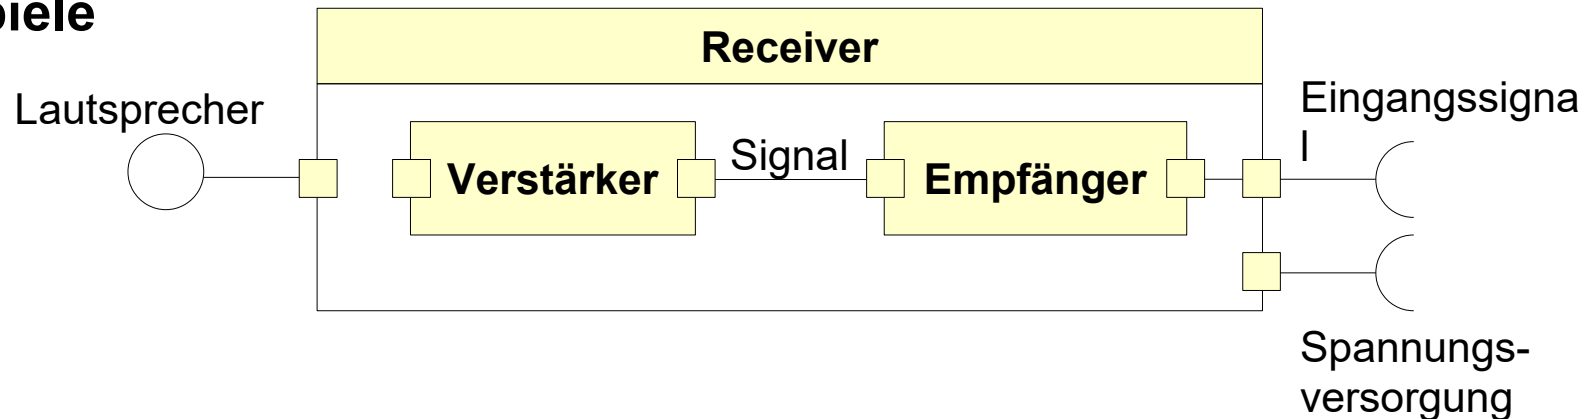 piele
Receiver
Lautsprecher
Eingangssigna
l
Verstärker
Signal
Empfänger
Spannungs-
versorgung